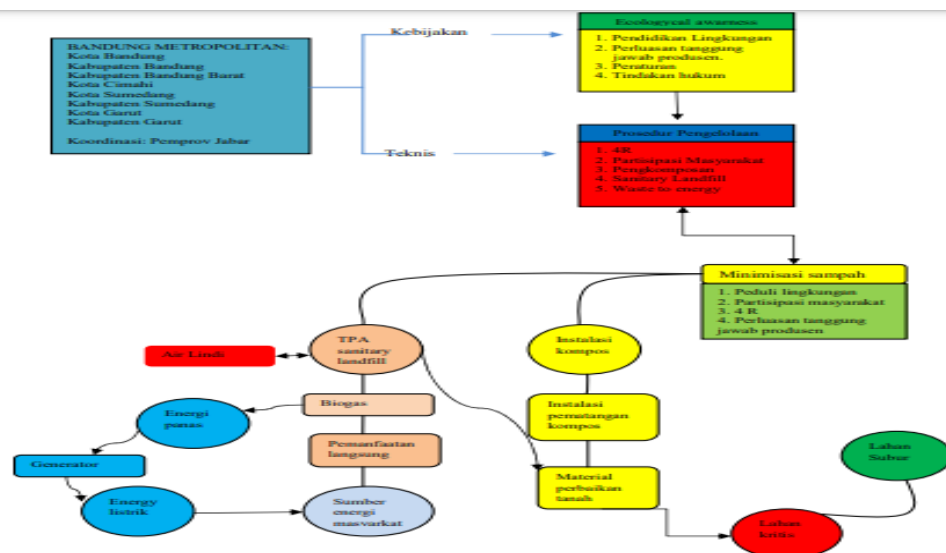 BANDUNG METROPOLITAN:
Kota Bandung
Kabupaten Bandung
Kabupaten Bandung Barat
Kota Cimahi
Kota Sumedang
Kabupaten Sumedang
Kota Garut
Kabupaten Garut
Koordinasi: Pemprov Jabar
Kebijakan
Teknis
Ecologycal awarness
1. Pendidikan Lingkungan
2. Perluasan tanggung
jawab produsen.
3. Peraturan
4. Tindakan hukum
Prosedur Pengelolaan
1. 4R
2. Partisipasi Masyarakat
3. Pengkomposan
4. Sanitary Landfill
5. Waste to energy
Minimisasi sampah
1. Peduli lingkungan
2. Partisipasi masyarakat
3. 4 R
4. Perluasan tanggung
jawab produsen
Air Lindi
TPA
sanitary
landfill
Instalasi
kompos
Biogas
Energi
panas
Instalasi
pematangan
kompos
Pemanfaatan
langsung
Generator
Energy
listrik
Sumber
energi
masyarkat
Material
perbaikan
tanah
Lahan
Subur
Lahan
kritis